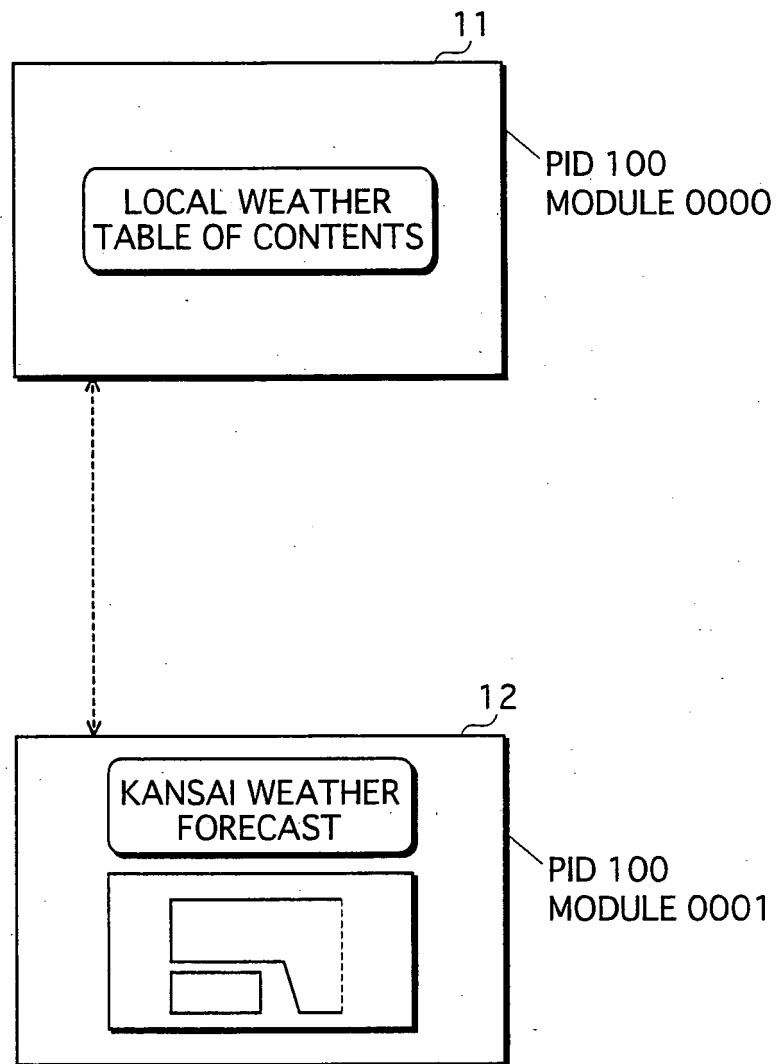 11
LOCAL WEATHER
TABLE OF CONTENTS
PID 100
MODULE 0000
12
KANSAI WEATHER
FORECAST
PID 100
MODULE 0001